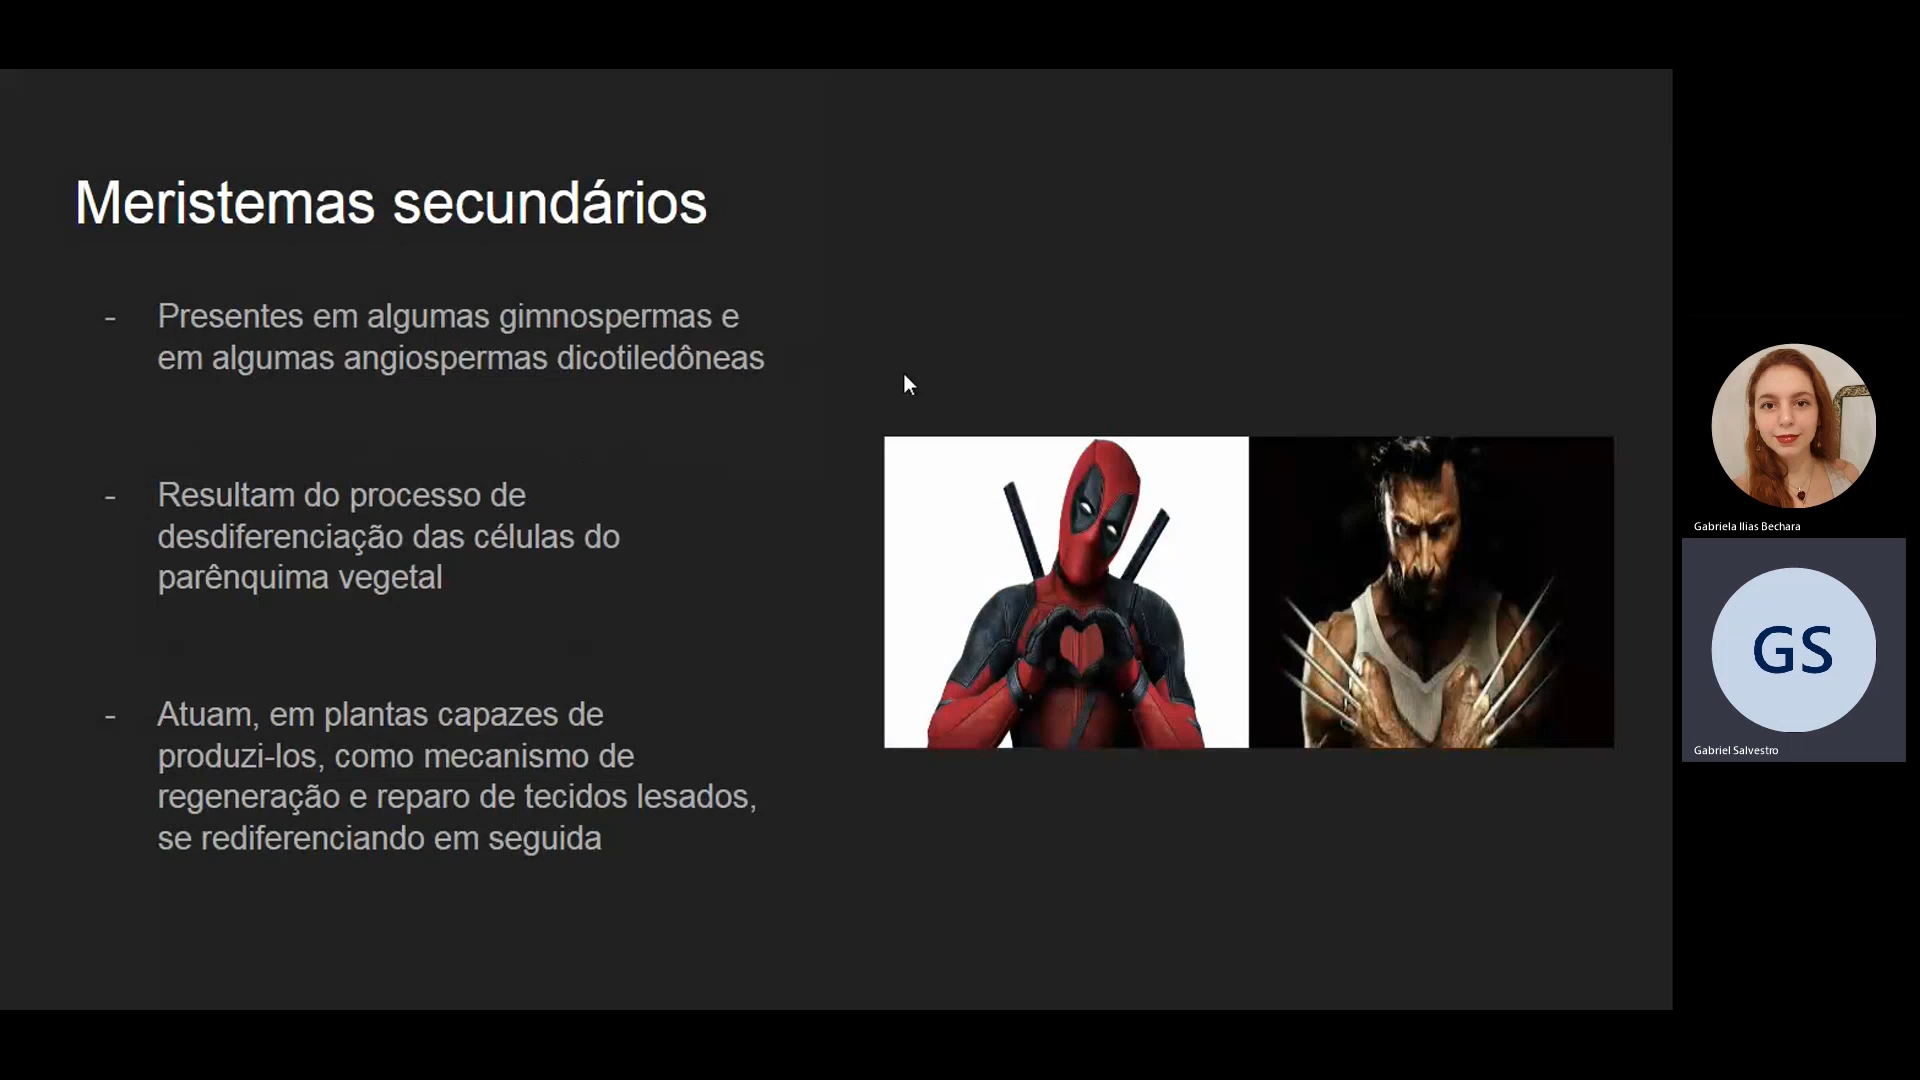 Meristemas secundários
- Presentes em algumas gimnospermas e
em algumas angiospermas dicotiledôneas
- Resultam do processo de
desdiferenciação das células do
parênquima vegetal
- Atuam, em plantas capazes de
produzi-los, como mecanismo de
regeneração e reparo de tecidos lesados,
se rediferenciando em seguida
Gabriela Ilias Bechara
GS
Gabriel Salvestro